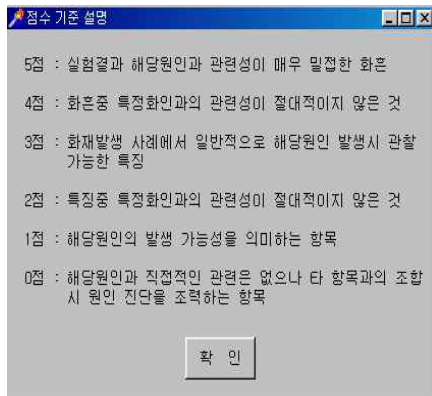 점수 기준 설명
5점 : 실험결과 해당원인과 관련성이 매우 밀접한 화흔
4점 : 화흔중 특정화인과의 관련성이 절대적이지 않은 것
3점 : 화재발생 사례에서 일반적으로 해당원인 발생시 관찰
가능한 특징
2점 : 특징중 특정화인과의 관련성이 절대적이지 않은 것
1점 : 해당원인의 발생 가능성을 의미하는 항목
0점 : 해당원인과 직접적인 관련은 없으나 타 항목과의 조합
시 원인 진단을 조력하는 항목
확 인